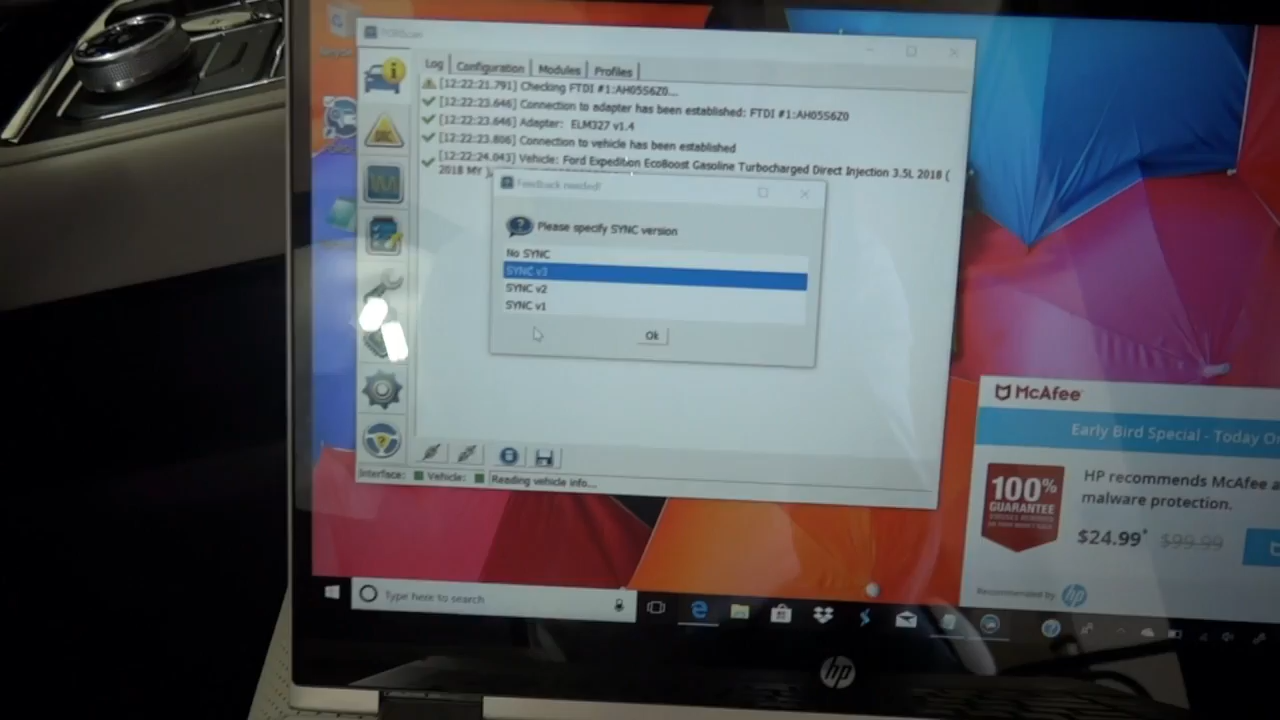 FORScan
Log Configuration Modules Profiles
[12:22:21.791] Checking FTDI #1:AH05S6Z0...
[12:22:23.646] Connection to adapter has been established: FTDI #1:AH05S6Z0
[12:22:23.646] Adapter: ELM327 v1.4
[12:22:23.806] Connection to vehicle has been established
[12:22:24.043] Vehicle: Ford Expedition EcoBoost Gasoline Turbocharged Direct Injection 3.5L 2018 (
2018 MY )
Feedback needed!
Please specify SYNC version
No SYNC
SYNC v3
SYNC v2
SYNC v1
Ok
Interface: Vehicle: Reading vehicle info...
McAfee
Early Bird Special - Today
HP recommends McAfee
malware protection.
100%
GUARANTEE
$24.99* $99.99
Recommended by hp
Type here to search
hp